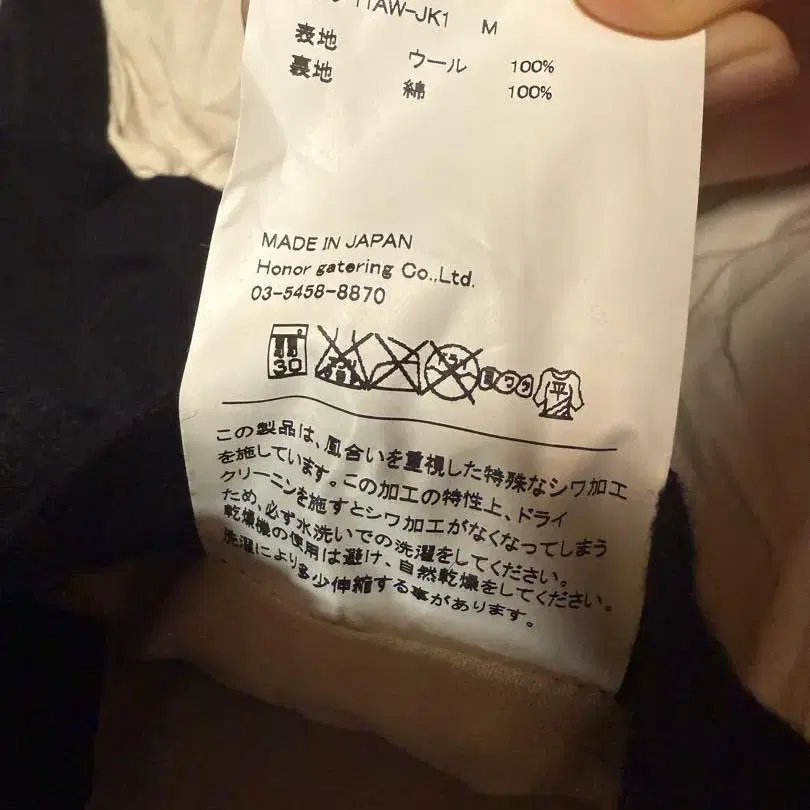 11AW-JK1 M
表地 ウール 100%
裏地 綿 100%
MADE IN JAPAN
Honor gatering Co.,Ltd.
03-5458-8870
30
平
この製品は、風合いを重視した特殊なシワ加工
を施しています。この加工の特性上、ドライ
クリーニンを施すとシワ加工がなくなってしまう
ため、必ず水洗いでの洗濯をしてください。
乾燥機の使用は避け、自然乾燥をしてください。
洗濯により多少伸縮する事があります。